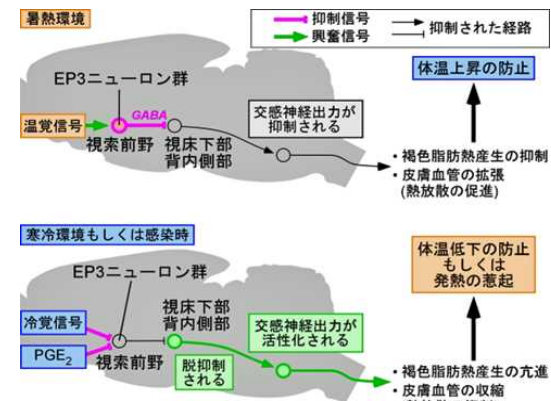 暑熱環境
抑制信号
興奮信号
抑制された経路
EP3ニューロン群
体温上昇の防止
GABA
交感神経出力が
抑制される
温覚信号
視索前野
視床下部
背内側部
・褐色脂肪熱産生の抑制
・皮膚血管の拡張
(熱放散の促進)
寒冷環境もしくは感染時
体温低下の防止
もしくは
発熱の惹起
EP3ニューロン群
視床下部
背内側部
交感神経出力が
活性化される
冷覚信号
PGE2
視索前野
脱抑制
される
・褐色脂肪熱産生の亢進
・皮膚血管の収縮